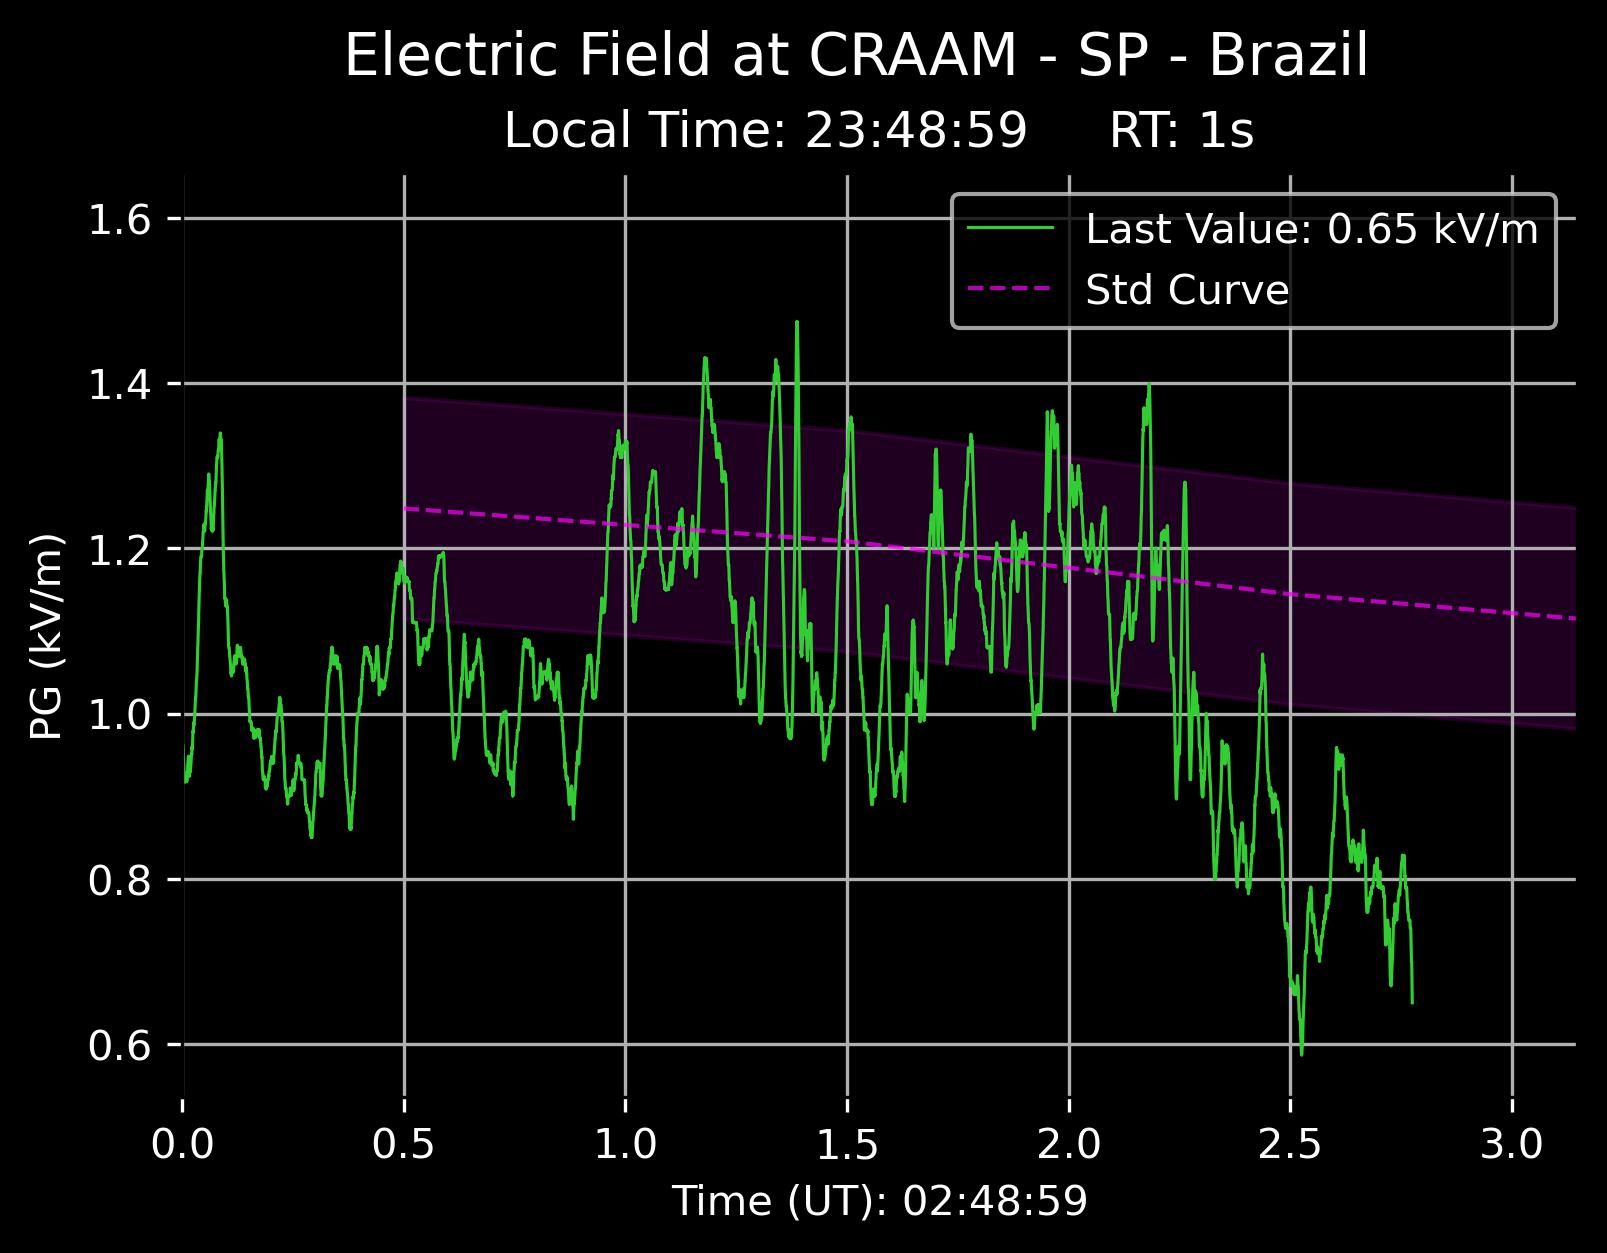 Electric Field at CRAAM - SP - Brazil
Local Time: 23:48:59 RT: 1s
Last Value: 0.65 kV/m
Std Curve
PG (kV/m)
1.6
1.4
1.2
1.0
0.8
0.6
0.0 0.5 1.0 1.5 2.0 2.5 3.0
Time (UT): 02:48:59